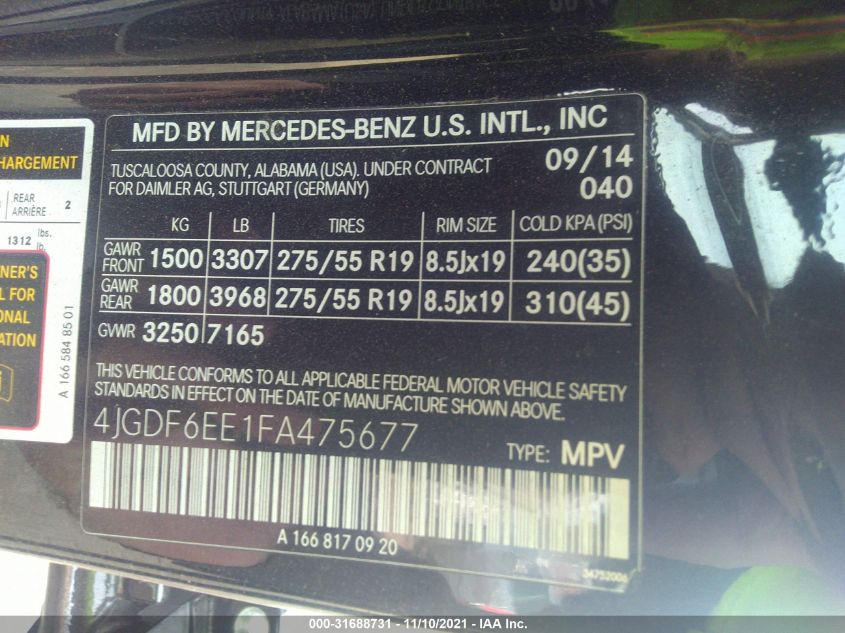 N
HARGEMENT
REAR
ARRIÈRE 2
1312 lbs.
lb.
NER'S
L FOR
ONAL
ATION
A 166 584 85 01
MFD BY MERCEDES-BENZ U.S. INTL., INC
TUSCALOOSA COUNTY, ALABAMA (USA). UNDER CONTRACT
FOR DAIMLER AG, STUTTGART (GERMANY)
09/14
040
KG LB TIRES RIM SIZE COLD KPA (PSI)
GAWR FRONT 1500 3307 275/55 R19 8.5Jx19 240(35)
GAWR REAR 1800 3968 275/55 R19 8.5Jx19 310(45)
GVWR 3250 7165
THIS VEHICLE CONFORMS TO ALL APPLICABLE FEDERAL MOTOR VEHICLE SAFETY
STANDARDS IN EFFECT ON THE DATE OF MANUFACTURE SHOWN ABOVE.
4JGDF6EE1FA475677
TYPE: MPV
A 166 817 09 20
34752006
000-31688731 - 11/10/2021 - IAA Inc.